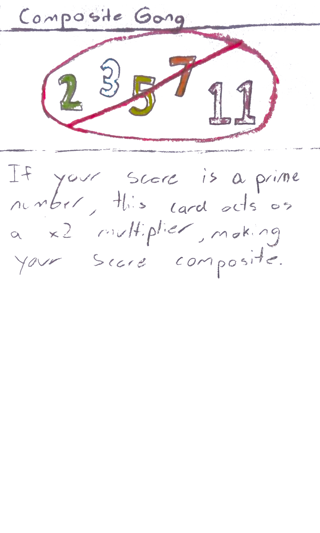 Composite Gong
2 3 5 7 11
If your score is a prime
number, this card acts as
a x2 multiplier, making
your score composite.